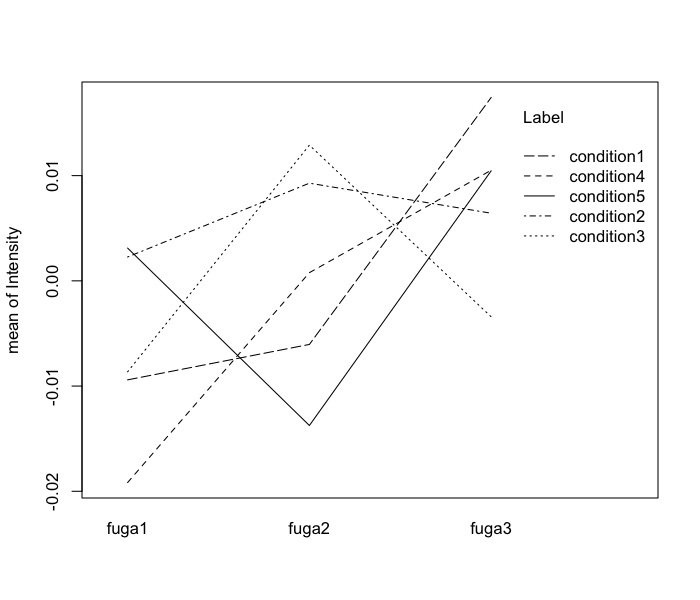 Label
condition1
condition4
condition5
condition2
condition3
mean of Intensity
0.01
0.00
-0.01
-0.02
fuga1
fuga2
fuga3